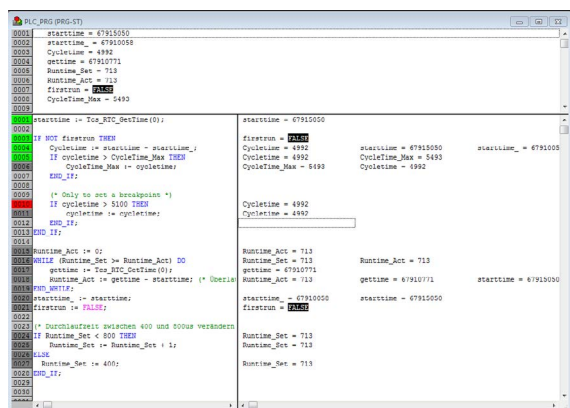 PLC_PRG (PRG-ST)
0001 starttime = 67915050
0002 starttime_ = 67910058
0003 Cycletime = 4992
0004 gettime = 67910771
0005 Runtime_Set = 713
0006 Runtime_Act = 713
0007 firstrun = FALSE
0008 CycleTime_Max = 5493
0009
0001 starttime := Tcs_RTC_GetTime(0); starttime = 67915050
0002
0003 IF NOT firstrun THEN firstrun = FALSE
0004 Cycletime := starttime - starttime_; Cycletime = 4992 starttime = 67915050 starttime_ = 6791005
0005 IF cycletime > CycleTime_Max THEN Cycletime = 4992 CycleTime_Max = 5493
0006 CycleTime_Max := cycletime; CycleTime_Max = 5493 Cycletime = 4992
0007 END_IF;
0008
0009 (* Only to set a breakpoint *)
0010 IF cycletime > 5100 THEN Cycletime = 4992
0011 cycletime := cycletime; Cycletime = 4992
0012 END_IF;
0013 END_IF;
0014
0015 Runtime_Act := 0; Runtime_Act = 713
0016 WHILE (Runtime_Set >= Runtime_Act) DO Runtime_Set = 713 Runtime_Act = 713
0017 gettime := Tcs_RTC_GetTime(0); gettime = 67910771
0018 Runtime_Act := gettime - starttime; (* Überla Runtime_Act = 713 gettime = 67910771 starttime = 67915050
0019 END_WHILE;
0020 starttime_ := starttime; starttime_ = 67910058 starttime = 67915050
0021 firstrun := FALSE; firstrun = FALSE
0022
0023 (* Durchlaufzeit zwischen 400 und 800us verändern
0024 IF Runtime_Set < 800 THEN Runtime_Set = 713
0025 Runtime_Set := Runtime_Set + 1; Runtime_Set = 713
0026 ELSE
0027 Runtime_Set := 400; Runtime_Set = 713
0028 END_IF;
0029
0030